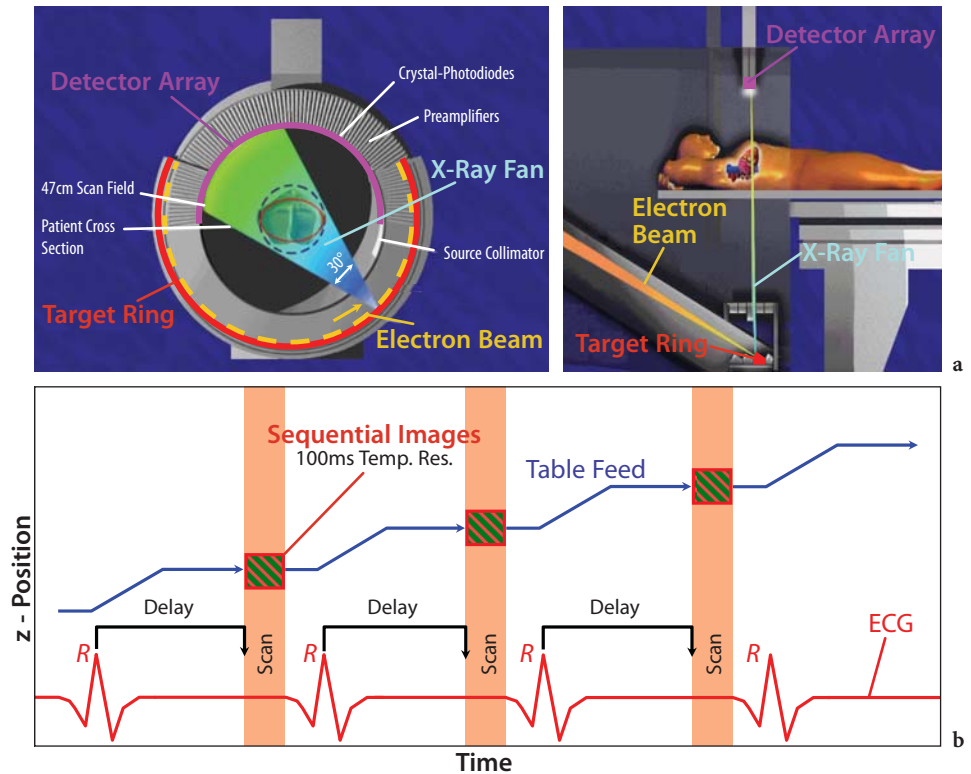 Detector Array
Crystal-Photodiodes
Preamplifiers
X-Ray Fan
47cm Scan Field
Patient Cross
Section
30°
Source Collimator
Target Ring
Electron Beam
Detector
Array
Electron
Beam
X-Ray Fan
Target Ring
a
Sequential Images
100ms Temp. Res.
Table Feed
z - Position
Delay
Delay
Delay
R
R
R
R
Scan
Scan
Scan
ECG
Time
b